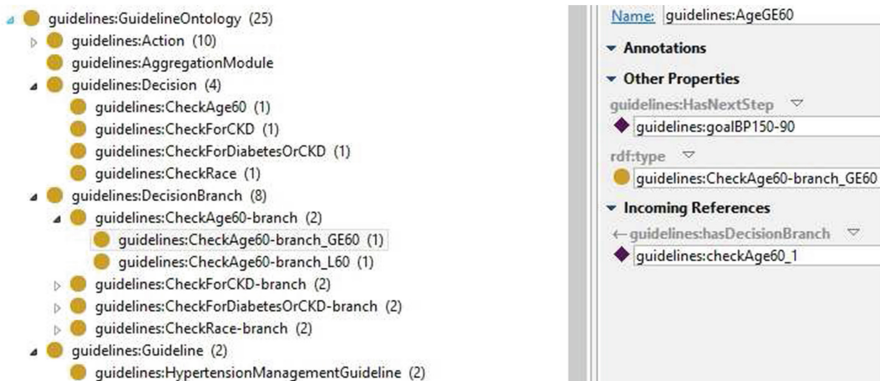 guidelines:GuidelineOntology (25)
guidelines:Action (10)
guidelines:AggregationModule
guidelines:Decision (4)
guidelines:CheckAge60 (1)
guidelines:CheckForCKD (1)
guidelines:CheckForDiabetesOrCKD (1)
guidelines:CheckRace (1)
guidelines:DecisionBranch (8)
guidelines:CheckAge60-branch (2)
guidelines:CheckAge60-branch_GE60 (1)
guidelines:CheckAge60-branch_L60 (1)
guidelines:CheckForCKD-branch (2)
guidelines:CheckForDiabetesOrCKD-branch (2)
guidelines:CheckRace-branch (2)
guidelines:Guideline (2)
guidelines:HypertensionManagementGuideline (2)
Name: guidelines:AgeGE60
Annotations
Other Properties
guidelines:HasNextStep
guidelines:goalBP150-90
rdf:type
guidelines:CheckAge60-branch_GE60
Incoming References
←guidelines:hasDecisionBranch
guidelines:checkAge60_1